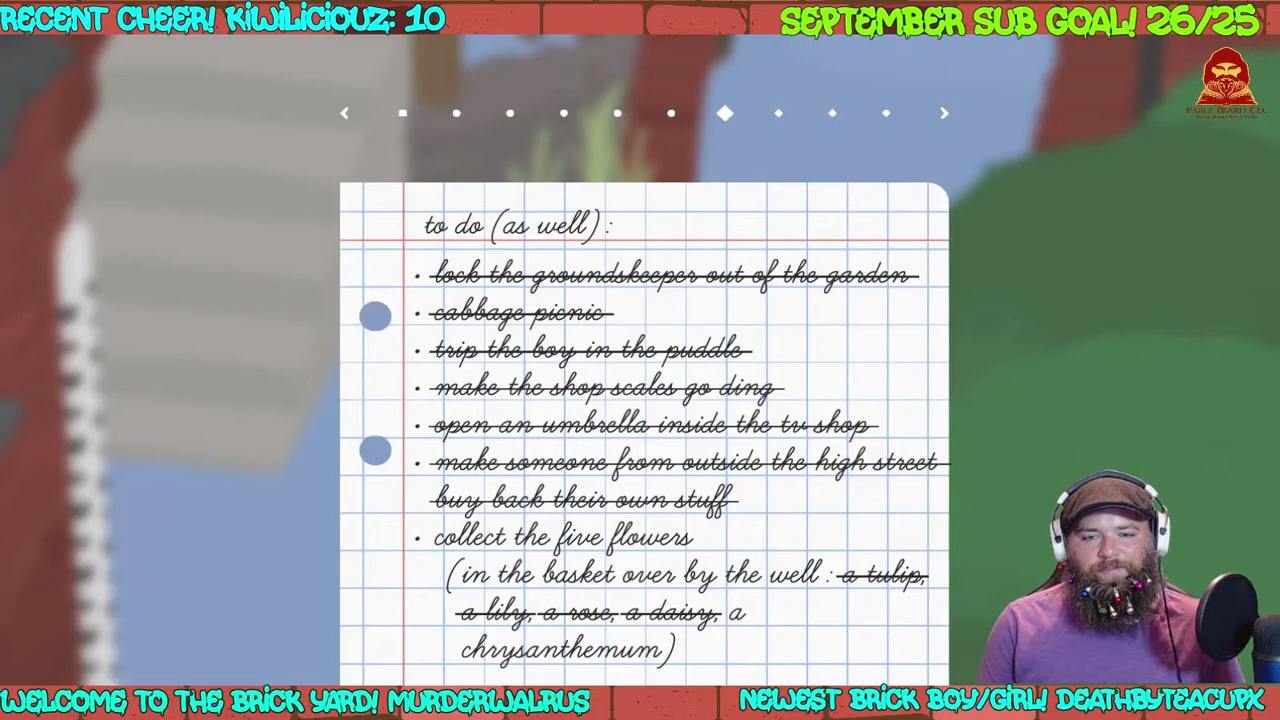 RECENT CHEER! KIWILICIOUZ: 10
SEPTEMBER SUB GOAL! 26/25
FABLE BEARD CO.
to do (as well) :
• lock the groundskeeper out of the garden
• cabbage picnic
• trip the boy in the puddle
• make the shop scales go ding
• open an umbrella inside the tv shop
• make someone from outside the high street
buy back their own stuff
• collect the five flowers
(in the basket over by the well : a tulip,
a lily, a rose, a daisy, a
chrysanthemum)
WELCOME TO THE BRICK YARD! MURDERWALRUS
NEWEST BRICK BOY/GIRL! DEATHBYTEACUPX